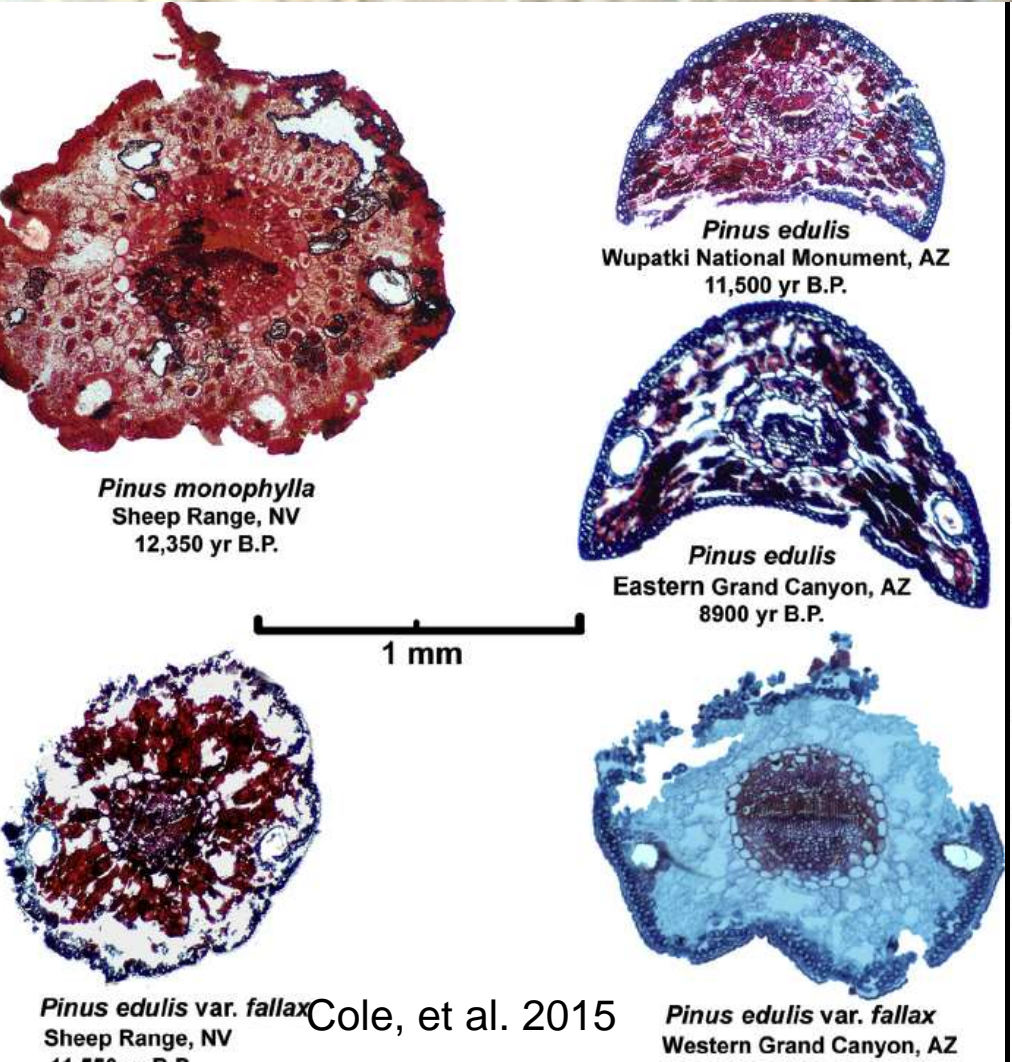 Pinus edulis
Wupatki National Monument, AZ
11,500 yr B.P.
Pinus monophylla
Sheep Range, NV
12,350 yr B.P.
Pinus edulis
Eastern Grand Canyon, AZ
8900 yr B.P.
1 mm
Pinus edulis var. fallax
Sheep Range, NV
Cole, et al. 2015
Pinus edulis var. fallax
Western Grand Canyon, AZ